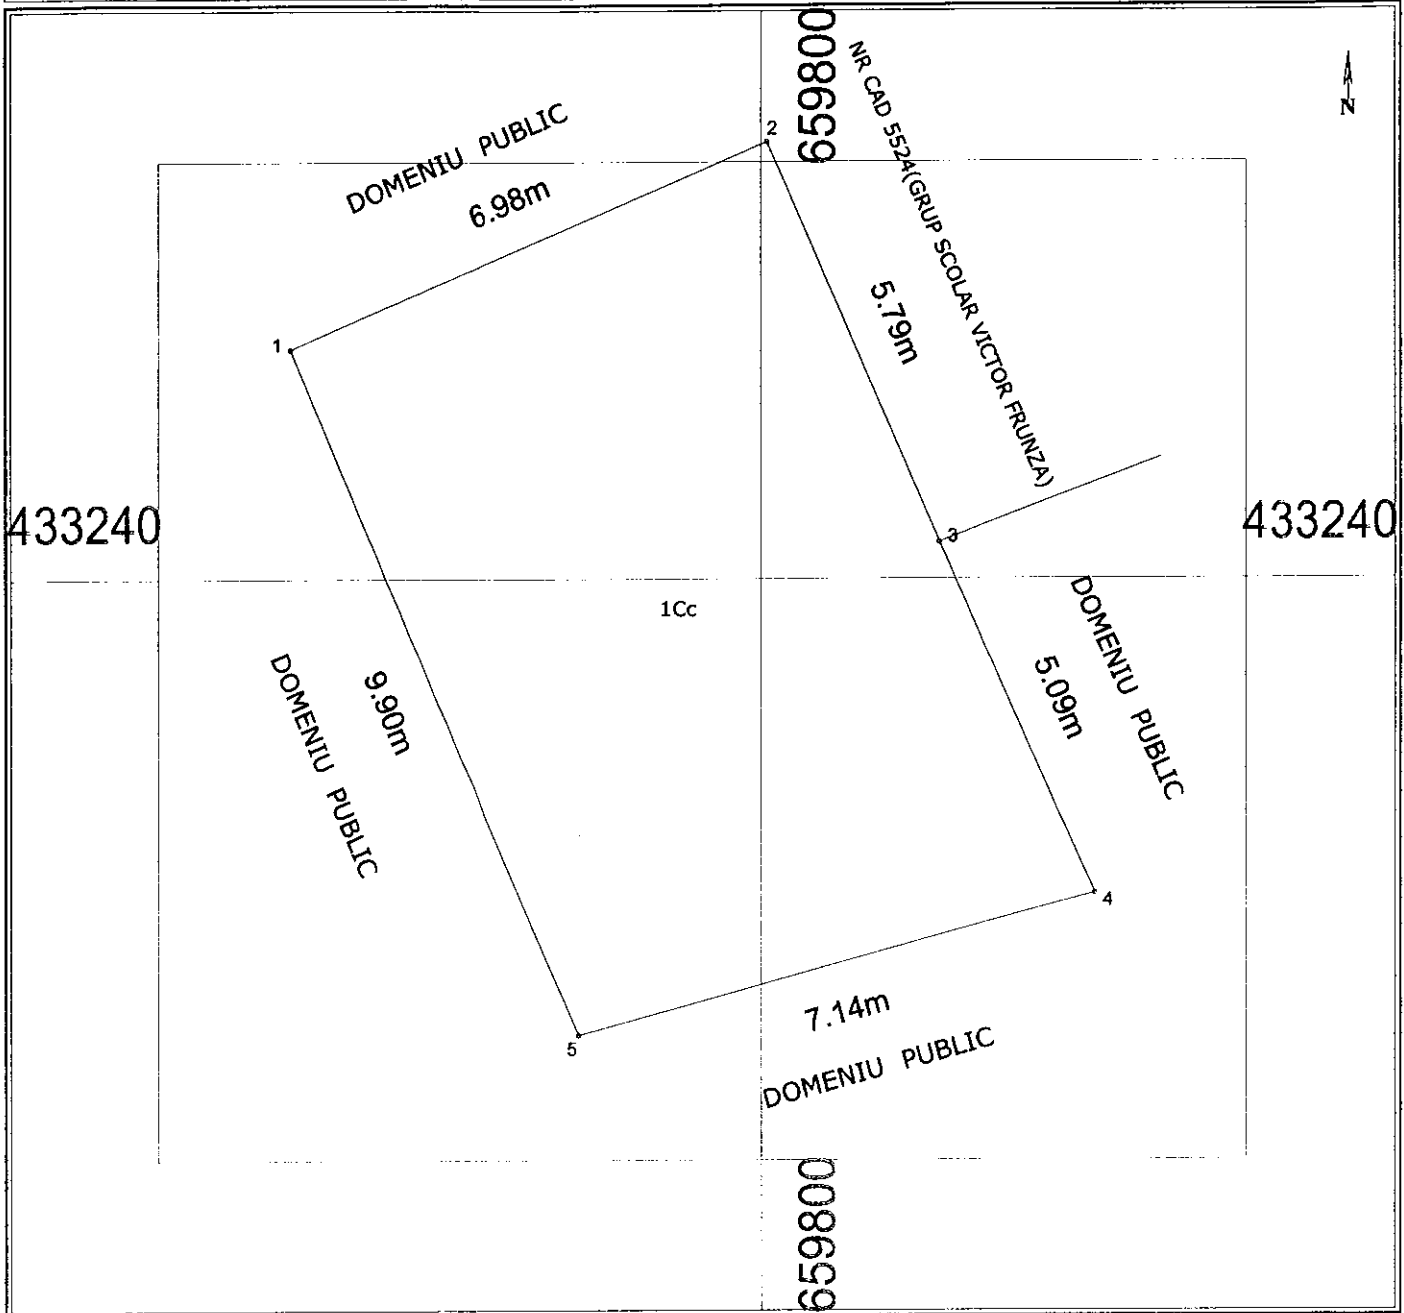 659800
NR CAD 5524(GRUP SCOLAR VICTOR FRUNZA)
N
DOMENIU PUBLIC
2
6.98m
5.79m
1
433240
3
433240
1Cc
DOMENIU PUBLIC
5.09m
DOMENIU PUBLIC
9.90m
4
7.14m
5
DOMENIU PUBLIC
659800